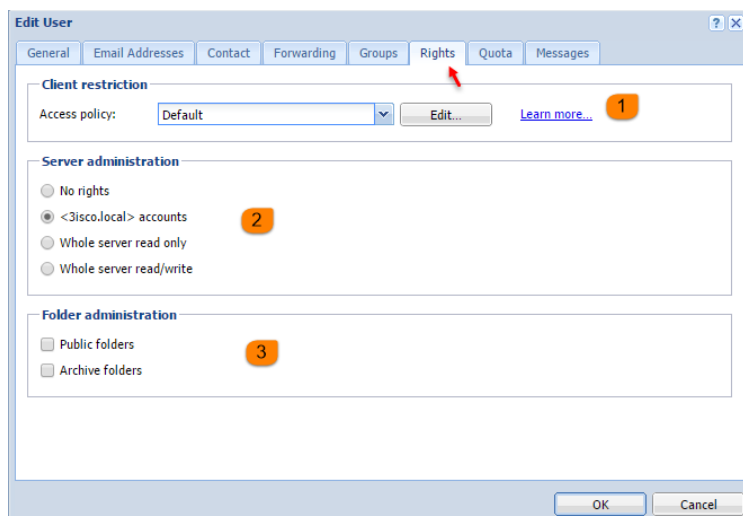 Edit User
General Email Addresses Contact Forwarding Groups Rights Quota Messages
Client restriction
Access policy: Default Edit... Learn more... 1
Server administration
No rights
<3isco.local> accounts
2
Whole server read only
Whole server read/write
Folder administration
Public folders
3
Archive folders
OK Cancel